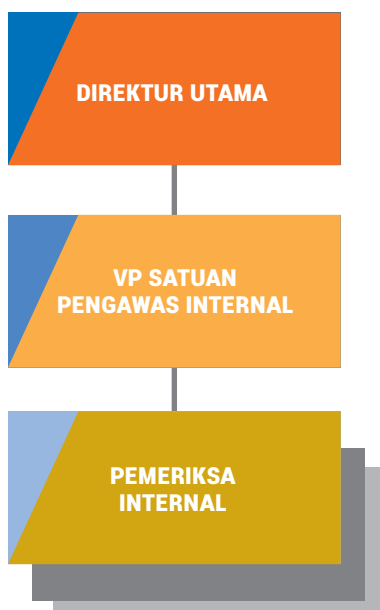 DIREKTUR UTAMA
VP SATUAN
PENGAWAS INTERNAL
PEMERIKSA
INTERNAL